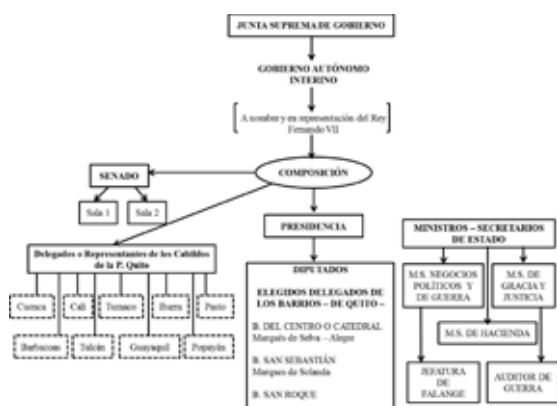 JUNTA SUPREMA DE GOBIERNO
GOBIERNO AUTÓNOMO
INTERINO
A nombre y en representación del Rey
Fernando VII
COMPOSICIÓN
SENADO
Sala 1
Sala 2
Delegados o Representantes de los Cabildos
de la P. Quito
Cuenca
Cali
Tumaco
Ibarra
Pasto
Barbacoas
Tulcán
Guayaquil
Popayán
PRESIDENCIA
DIPUTADOS
ELEGIDOS DELEGADOS DE
LOS BARRIOS – DE QUITO –
B. DEL CENTRO O CATEDRAL
Marqués de Selva – Alegre
B. SAN SEBASTIÁN
Marques de Solanda
B. SAN ROQUE
MINISTROS – SECRETARIOS
DE ESTADO
M.S. NEGOCIOS
POLÍTICOS Y
DE GUERRA
M.S. DE
GRACIA Y
JUSTICIA
M.S. DE HACIENDA
JEFATURA
DE
FALANGE
AUDITOR DE
GUERRA